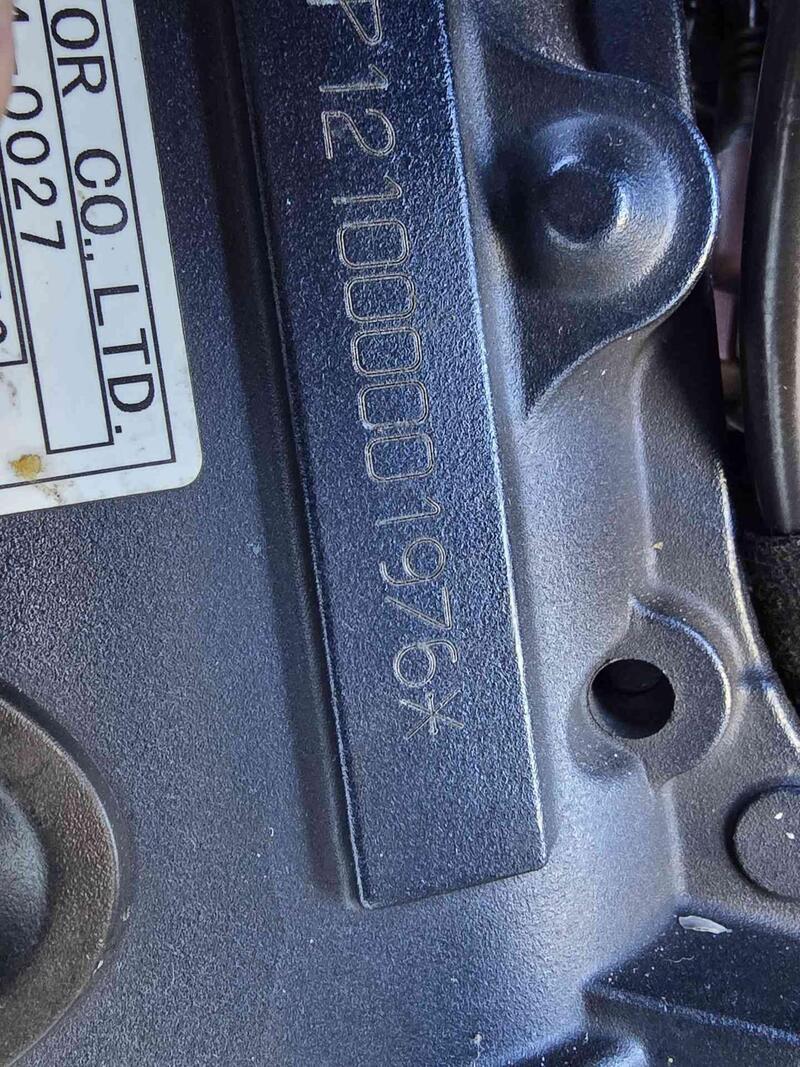 OR CO., LTD.
0027
P121000001976*